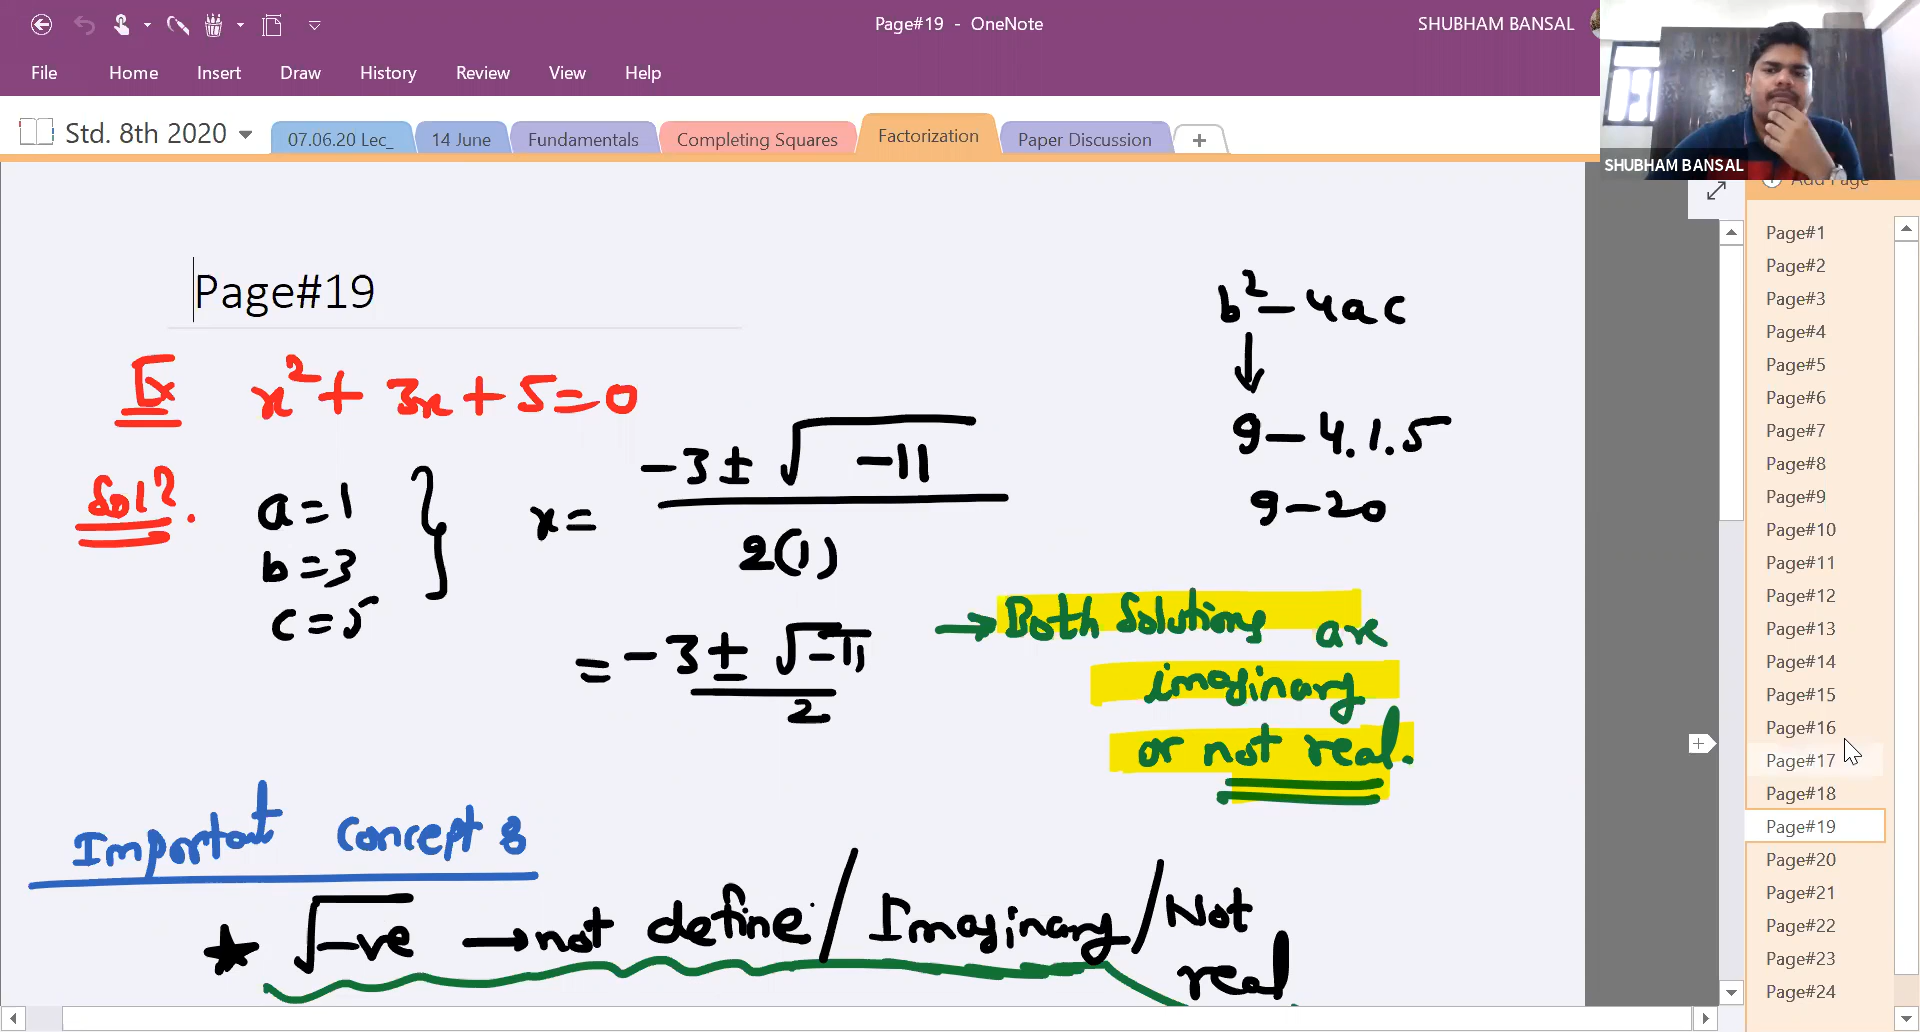 Page#19 - OneNote
SHUBHAM BANSAL
File Home Insert Draw History Review View Help
Std. 8th 2020
07.06.20 Lec_
14 June
Fundamentals
Completing Squares
Factorization
Paper Discussion
SHUBHAM BANSAL
Add Page
Page#19
Ex x² + 3x + 5 = 0
Solⁿ.
a = 1
b = 3
c = 5
x = (-3 ± √-11) / 2(1)
= (-3 ± √-11) / 2
b² - 4ac
↓
9 - 4.1.5
9 - 20
→ Both Solutions are
imaginary
or not real.
Important Concept :
★ √-ve → not define / Imaginary / Not
real
Page#1
Page#2
Page#3
Page#4
Page#5
Page#6
Page#7
Page#8
Page#9
Page#10
Page#11
Page#12
Page#13
Page#14
Page#15
Page#16
Page#17
Page#18
Page#19
Page#20
Page#21
Page#22
Page#23
Page#24